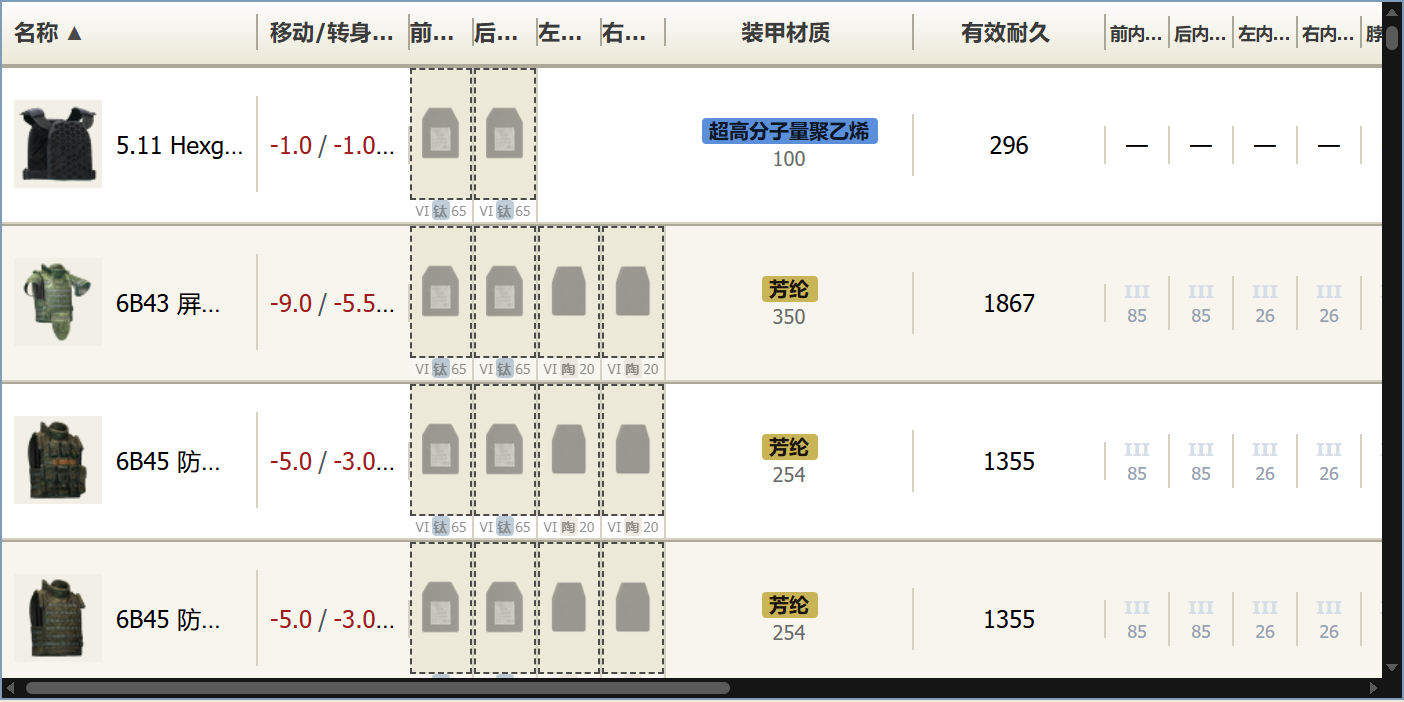 名称 ▲ 移动/转身... 前... 后... 左... 右... 装甲材质 有效耐久 前内... 后内... 左内... 右内... 脖
5.11 Hexg... -1.0 / -1.0... 超高分子量聚乙烯 296 — — — —
100
VI 钛 65 VI 钛 65
6B43 屏... -9.0 / -5.5... 芳纶 1867 III III III III
350 85 85 26 26
VI 钛 65 VI 钛 65 VI 陶 20 VI 陶 20
6B45 防... -5.0 / -3.0... 芳纶 1355 III III III III
254 85 85 26 26
VI 钛 65 VI 钛 65 VI 陶 20 VI 陶 20
6B45 防... -5.0 / -3.0... 芳纶 1355 III III III III
254 85 85 26 26